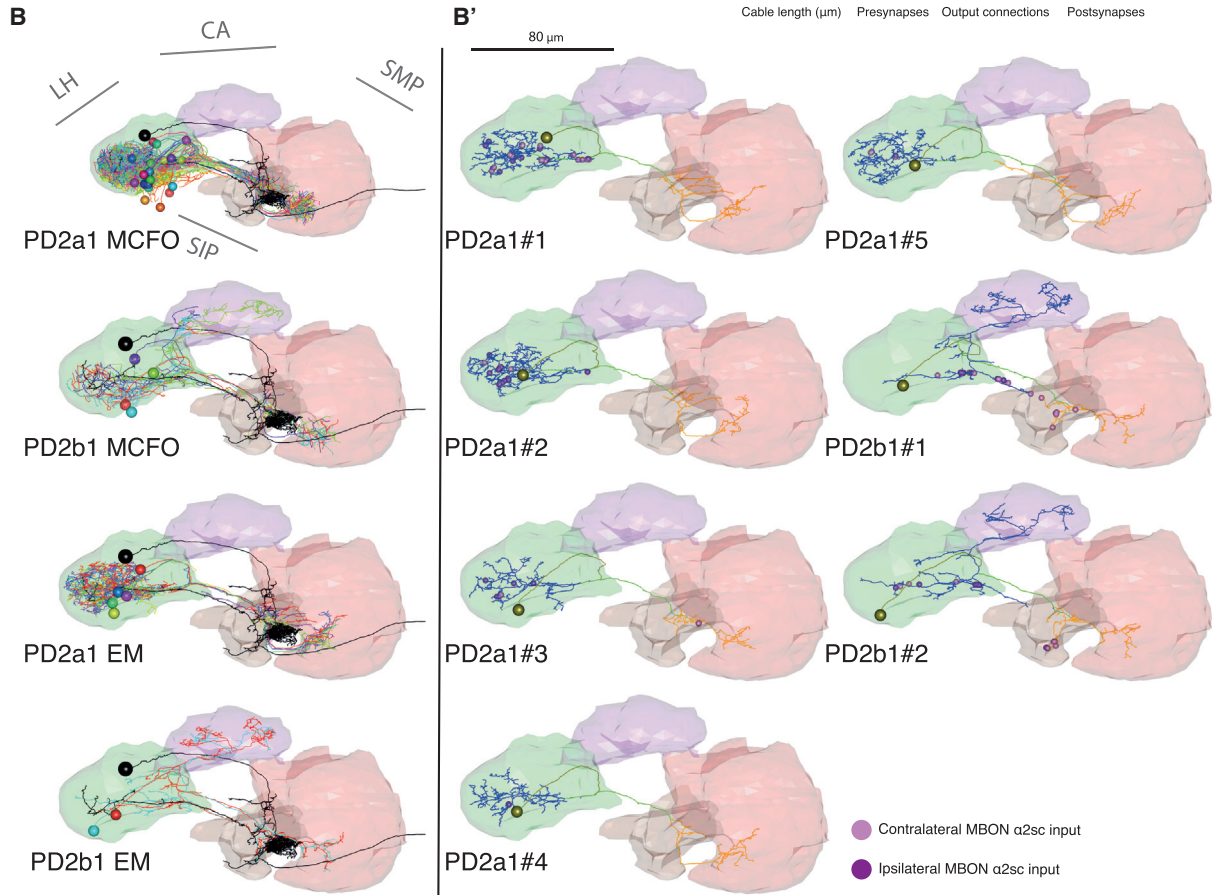 B
B’
Cable length (µm) Presynapses Output connections Postsynapses
80 µm
CA
LH
SMP
SIP
PD2a1 MCFO
PD2a1#1
PD2a1#5
PD2b1 MCFO
PD2a1#2
PD2b1#1
PD2a1 EM
PD2a1#3
PD2b1#2
PD2b1 EM
PD2a1#4
Contralateral MBON α2sc input
Ipsilateral MBON α2sc input